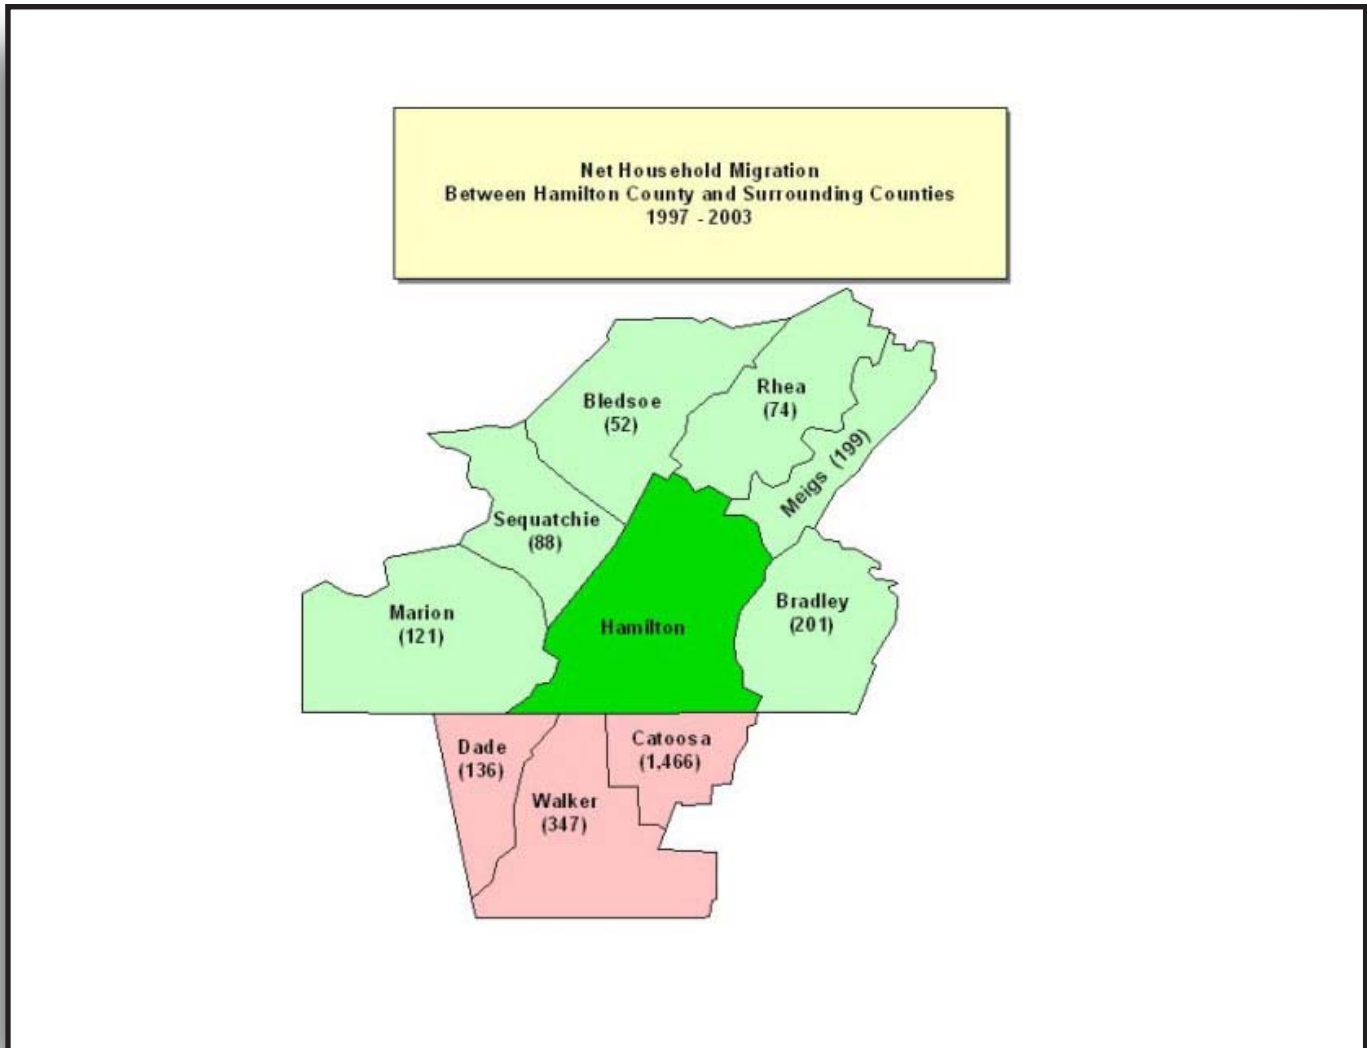 Net Household Migration
Between Hamilton County and Surrounding Counties
1997 - 2003
Bledsoe
(52)
Rhea
(74)
Meigs (199)
Sequatchie
(88)
Marion
(121)
Hamilton
Bradley
(201)
Dade
(136)
Walker
(347)
Catoosa
(1,466)